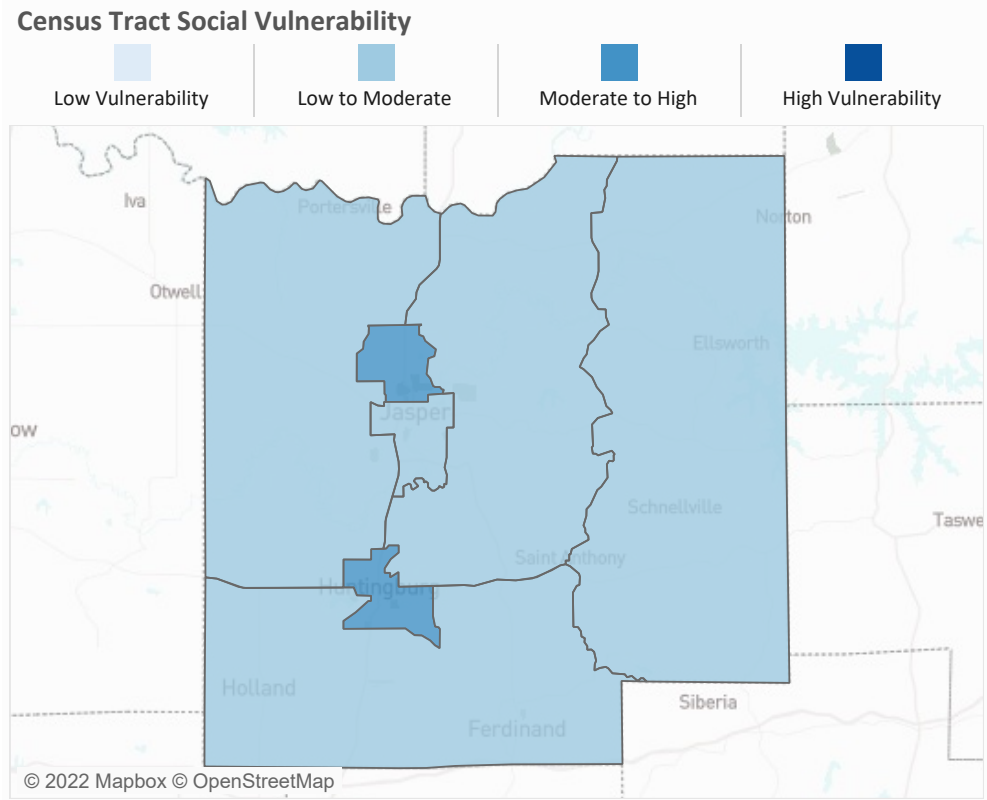 Census Tract Social Vulnerability
Low Vulnerability
Low to Moderate
Moderate to High
High Vulnerability
Iva
Portersville
Norton
Otwell
Ellsworth
Jasper
ow
Schnellville
Taswe
Saint Anthony
Huntingburg
Holland
Siberia
Ferdinand
© 2022 Mapbox © OpenStreetMap